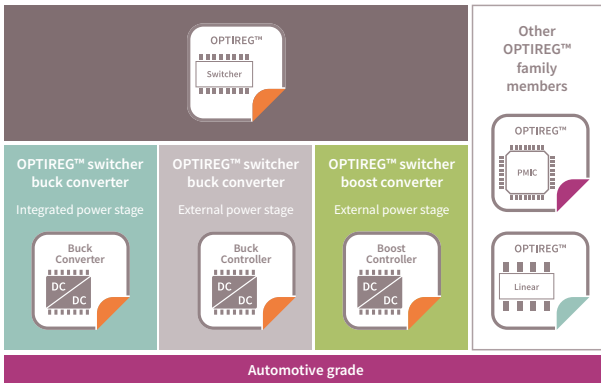 OPTIREG™
Switcher
OPTIREG™ switcher
buck converter
Integrated power stage
Buck
Converter
DC
DC
OPTIREG™ switcher
buck converter
External power stage
Buck
Controller
DC
DC
OPTIREG™ switcher
boost converter
External power stage
Boost
Controller
DC
DC
Other
OPTIREG™
family
members
OPTIREG™
PMIC
OPTIREG™
Linear
Automotive grade